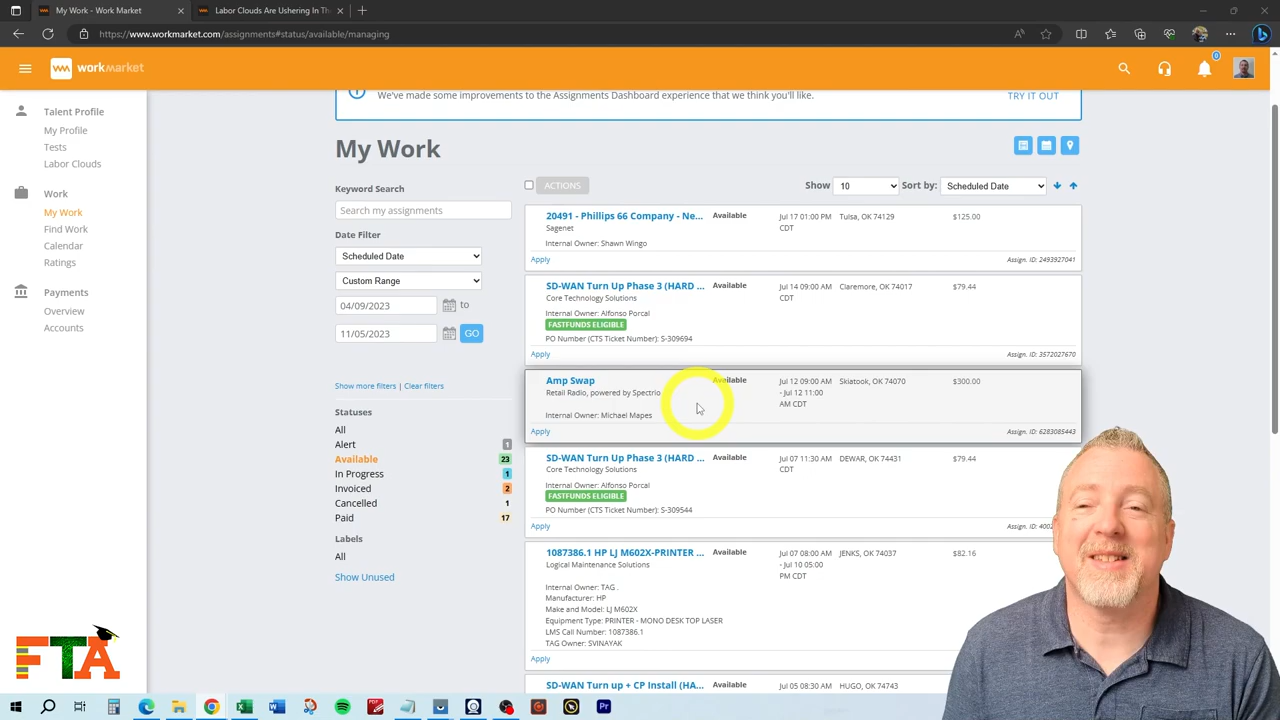 My Work - Work Market
Labor Clouds Are Ushering In Th
https://www.workmarket.com/assignments#status/available/managing
workmarket
0
We've made some improvements to the Assignments Dashboard experience that we think you'll like.
TRY IT OUT
Talent Profile
My Profile
Tests
Labor Clouds
Work
My Work
Find Work
Calendar
Ratings
Payments
Overview
Accounts
My Work
Keyword Search
Search my assignments
Date Filter
Scheduled Date
Custom Range
04/09/2023
to
11/05/2023
GO
Show more filters | Clear filters
Statuses
All
Alert 1
Available 23
In Progress 1
Invoiced 2
Cancelled 1
Paid 17
Labels
All
Show Unused
ACTIONS
Show 10 Sort by: Scheduled Date
20491 - Phillips 66 Company - Ne... Available Jul 17 01:00 PM Tulsa, OK 74129 $125.00
Sagenet CDT
Internal Owner: Shawn Wingo
Apply Assign. ID: 2493927041
SD-WAN Turn Up Phase 3 (HARD ... Available Jul 14 09:00 AM Claremore, OK 74017 $79.44
Core Technology Solutions CDT
Internal Owner: Alfonso Porcal
FASTFUNDS ELIGIBLE
PO Number (CTS Ticket Number): S-309694
Apply Assign. ID: 3572027670
Amp Swap Available Jul 12 09:00 AM Skiatook, OK 74070 $300.00
Retail Radio, powered by Spectrio - Jul 12 11:00
AM CDT
Internal Owner: Michael Mapes
Apply Assign. ID: 6283085443
SD-WAN Turn Up Phase 3 (HARD ... Available Jul 07 11:30 AM DEWAR, OK 74431 $79.44
Core Technology Solutions CDT
Internal Owner: Alfonso Porcal
FASTFUNDS ELIGIBLE
PO Number (CTS Ticket Number): S-309544
Apply Assign. ID: 400
1087386.1 HP LJ M602X-PRINTER ... Available Jul 07 08:00 AM JENKS, OK 74037 $82.16
Logical Maintenance Solutions - Jul 10 05:00
PM CDT
Internal Owner: TAG .
Manufacturer: HP
Make and Model: LJ M602X
Equipment Type: PRINTER - MONO DESK TOP LASER
LMS Call Number: 1087386.1
TAG Owner: SVINAYAK
Apply
SD-WAN Turn up + CP Install (HA... Available Jul 05 08:30 AM HUGO, OK 74743
FTA